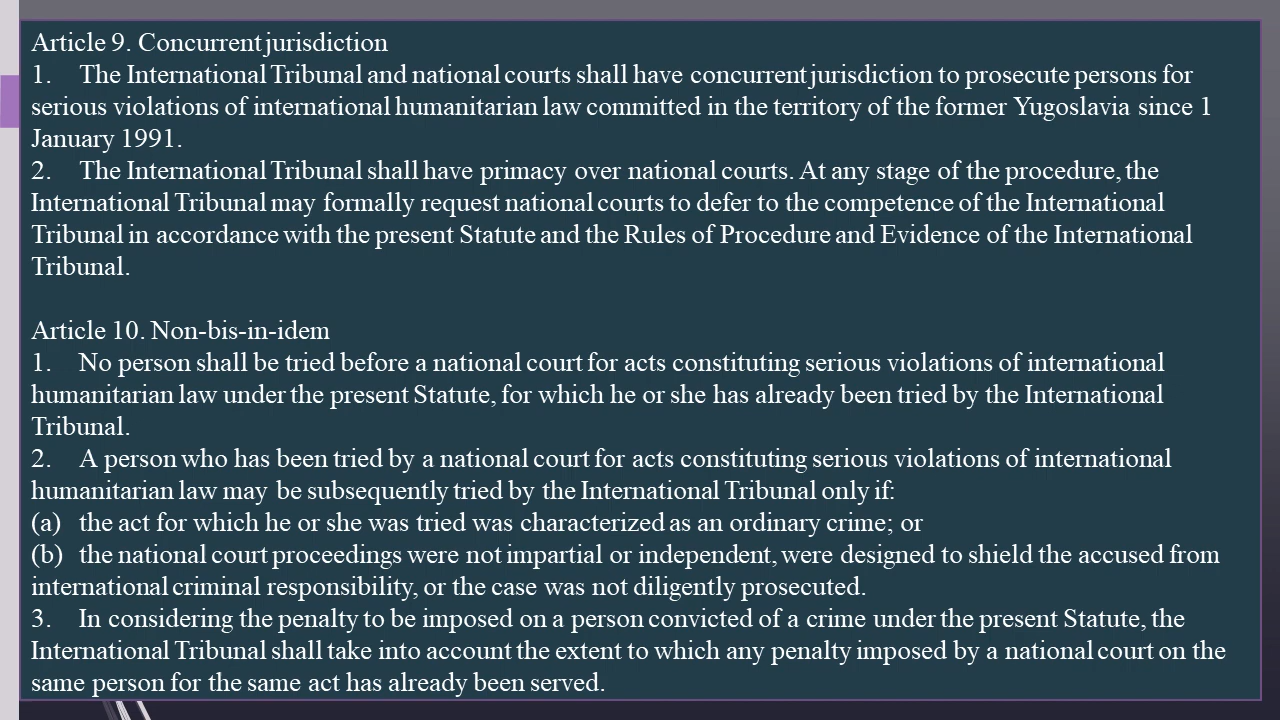 Article 9. Concurrent jurisdiction
1. The International Tribunal and national courts shall have concurrent jurisdiction to prosecute persons for
serious violations of international humanitarian law committed in the territory of the former Yugoslavia since 1
January 1991.
2. The International Tribunal shall have primacy over national courts. At any stage of the procedure, the
International Tribunal may formally request national courts to defer to the competence of the International
Tribunal in accordance with the present Statute and the Rules of Procedure and Evidence of the International
Tribunal.
Article 10. Non-bis-in-idem
1. No person shall be tried before a national court for acts constituting serious violations of international
humanitarian law under the present Statute, for which he or she has already been tried by the International
Tribunal.
2. A person who has been tried by a national court for acts constituting serious violations of international
humanitarian law may be subsequently tried by the International Tribunal only if:
(a) the act for which he or she was tried was characterized as an ordinary crime; or
(b) the national court proceedings were not impartial or independent, were designed to shield the accused from
international criminal responsibility, or the case was not diligently prosecuted.
3. In considering the penalty to be imposed on a person convicted of a crime under the present Statute, the
International Tribunal shall take into account the extent to which any penalty imposed by a national court on the
same person for the same act has already been served.